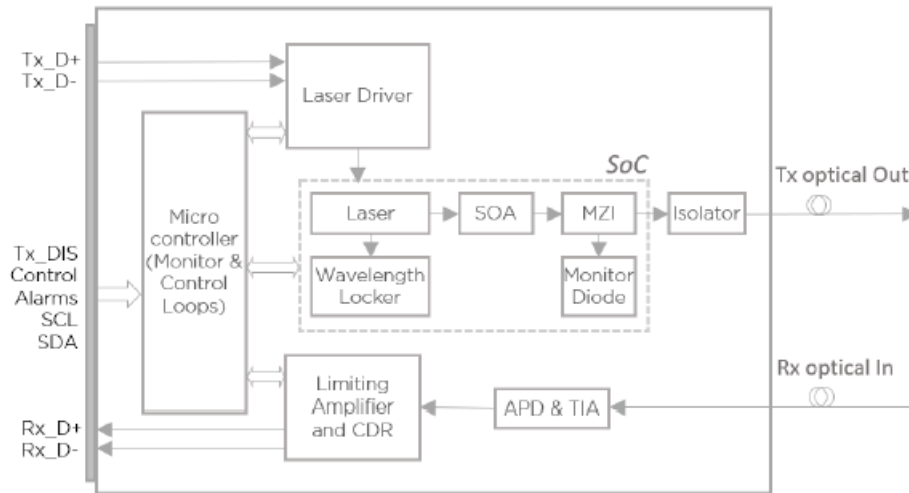 Tx_D+
Tx_D-
Laser Driver
SoC
Tx optical Out
Laser
SOA
MZI
Isolator
Micro
controller
(Monitor &
Control
Loops)
Wavelength
Locker
Monitor
Diode
Tx_DIS
Control
Alarms
SCL
SDA
Rx optical In
Limiting
Amplifier
and CDR
APD & TIA
Rx_D+
Rx_D-